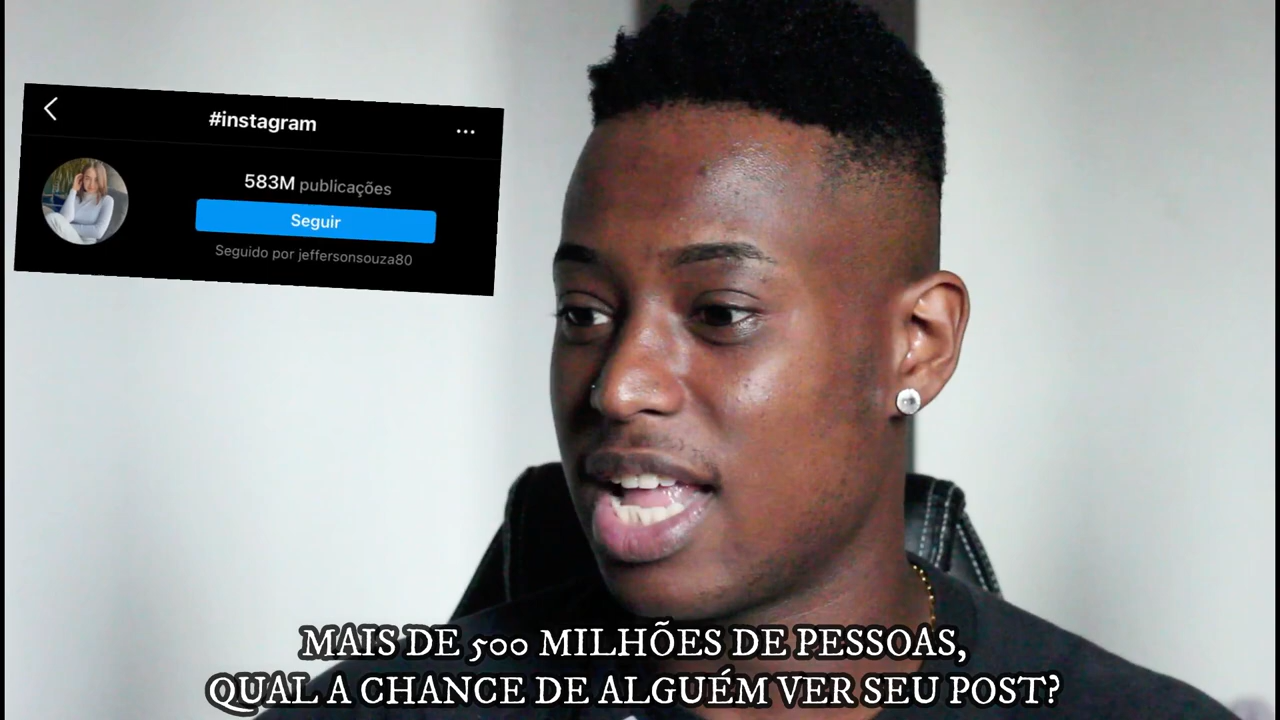 #instagram
583M publicações
Seguir
Seguido por jeffersonsouza80
MAIS DE 500 MILHÕES DE PESSOAS,
QUAL A CHANCE DE ALGUÉM VER SEU POST?